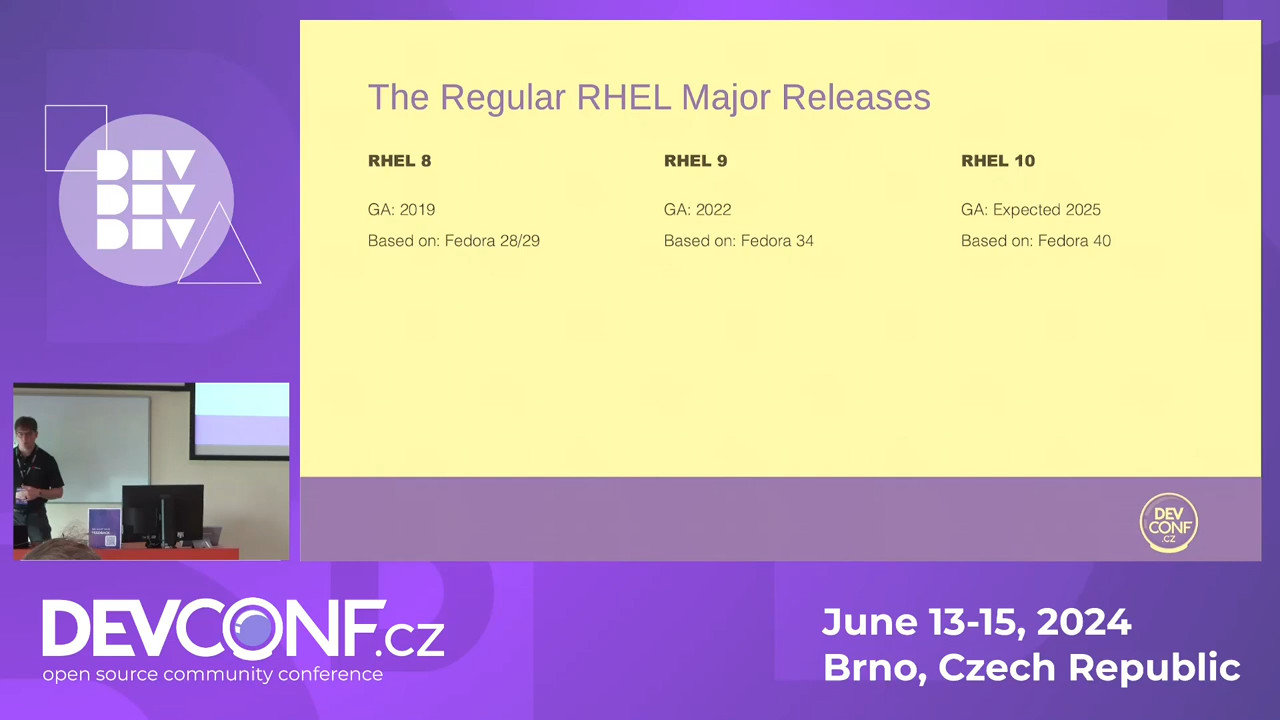 The Regular RHEL Major Releases
RHEL 8
GA: 2019
Based on: Fedora 28/29
RHEL 9
GA: 2022
Based on: Fedora 34
RHEL 10
GA: Expected 2025
Based on: Fedora 40
DEV
CONF
.CZ
DEV
DEV
DEV
DEVCONF.cz
open source community conference
June 13-15, 2024
Brno, Czech Republic